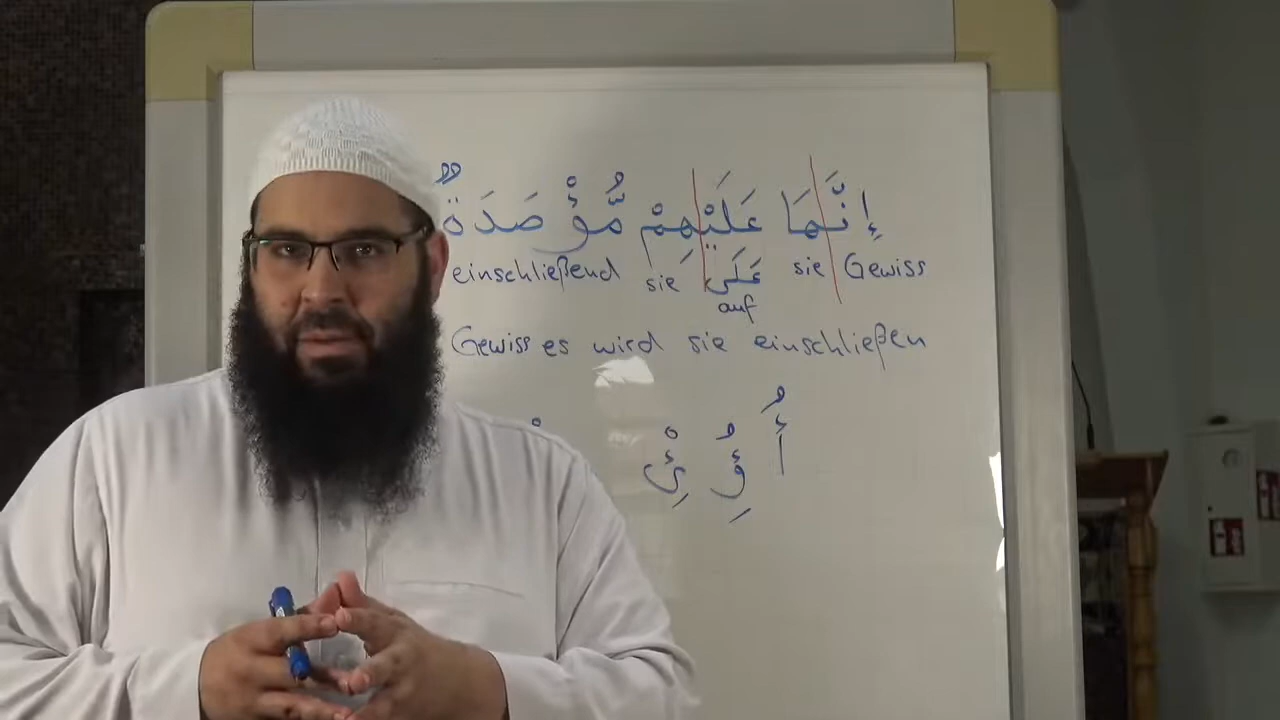 إِنَّهَا عَلَيْهِمْ مُّؤْصَدَةٌ
Gewiss sie عَلَى sie einschließend
auf
Gewiss es wird sie einschließen
أُ ؤُ ئْ